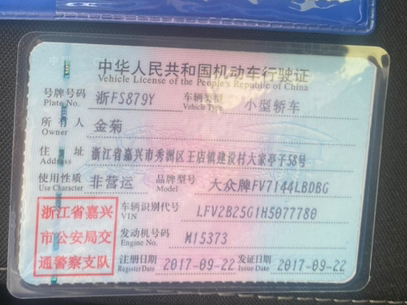 中华人民共和国机动车行驶证
Vehicle License of the People's Republic of China
号牌号码 浙FS879Y 车辆类型 小型轿车
Plate No. Vehicle Type
所有人 金菊
Owner
住址 浙江省嘉兴市秀洲区王店镇建设村大家亭子58号
Address
使用性质 非营运 品牌型号 大众牌FV7144LBDBG
Use Character Model
浙江省嘉兴
市公安局交
通警察支队
车辆识别代号 LFV2B25G1H5077780
VIN
发动机号码 M15373
Engine No.
注册日期 2017-09-22 发证日期 2017-09-22
Register Date Issue Date